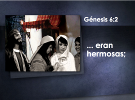 Génesis 6:2
... eran
hermosas;